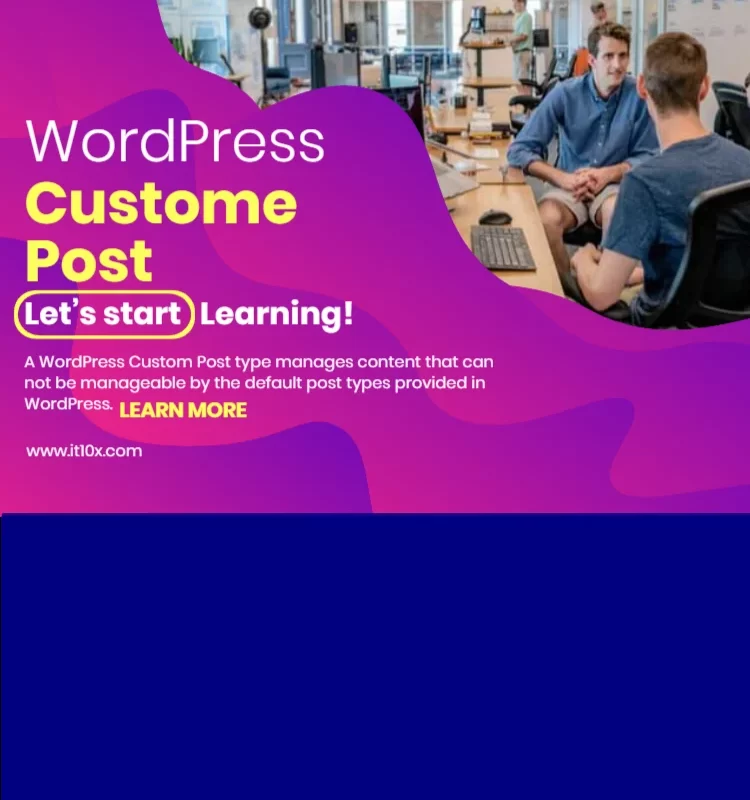 WordPress
Custome
Post
Let's start Learning!
A WordPress Custom Post type manages content that can
not be manageable by the default post types provided in
WordPress. LEARN MORE
www.it10x.com